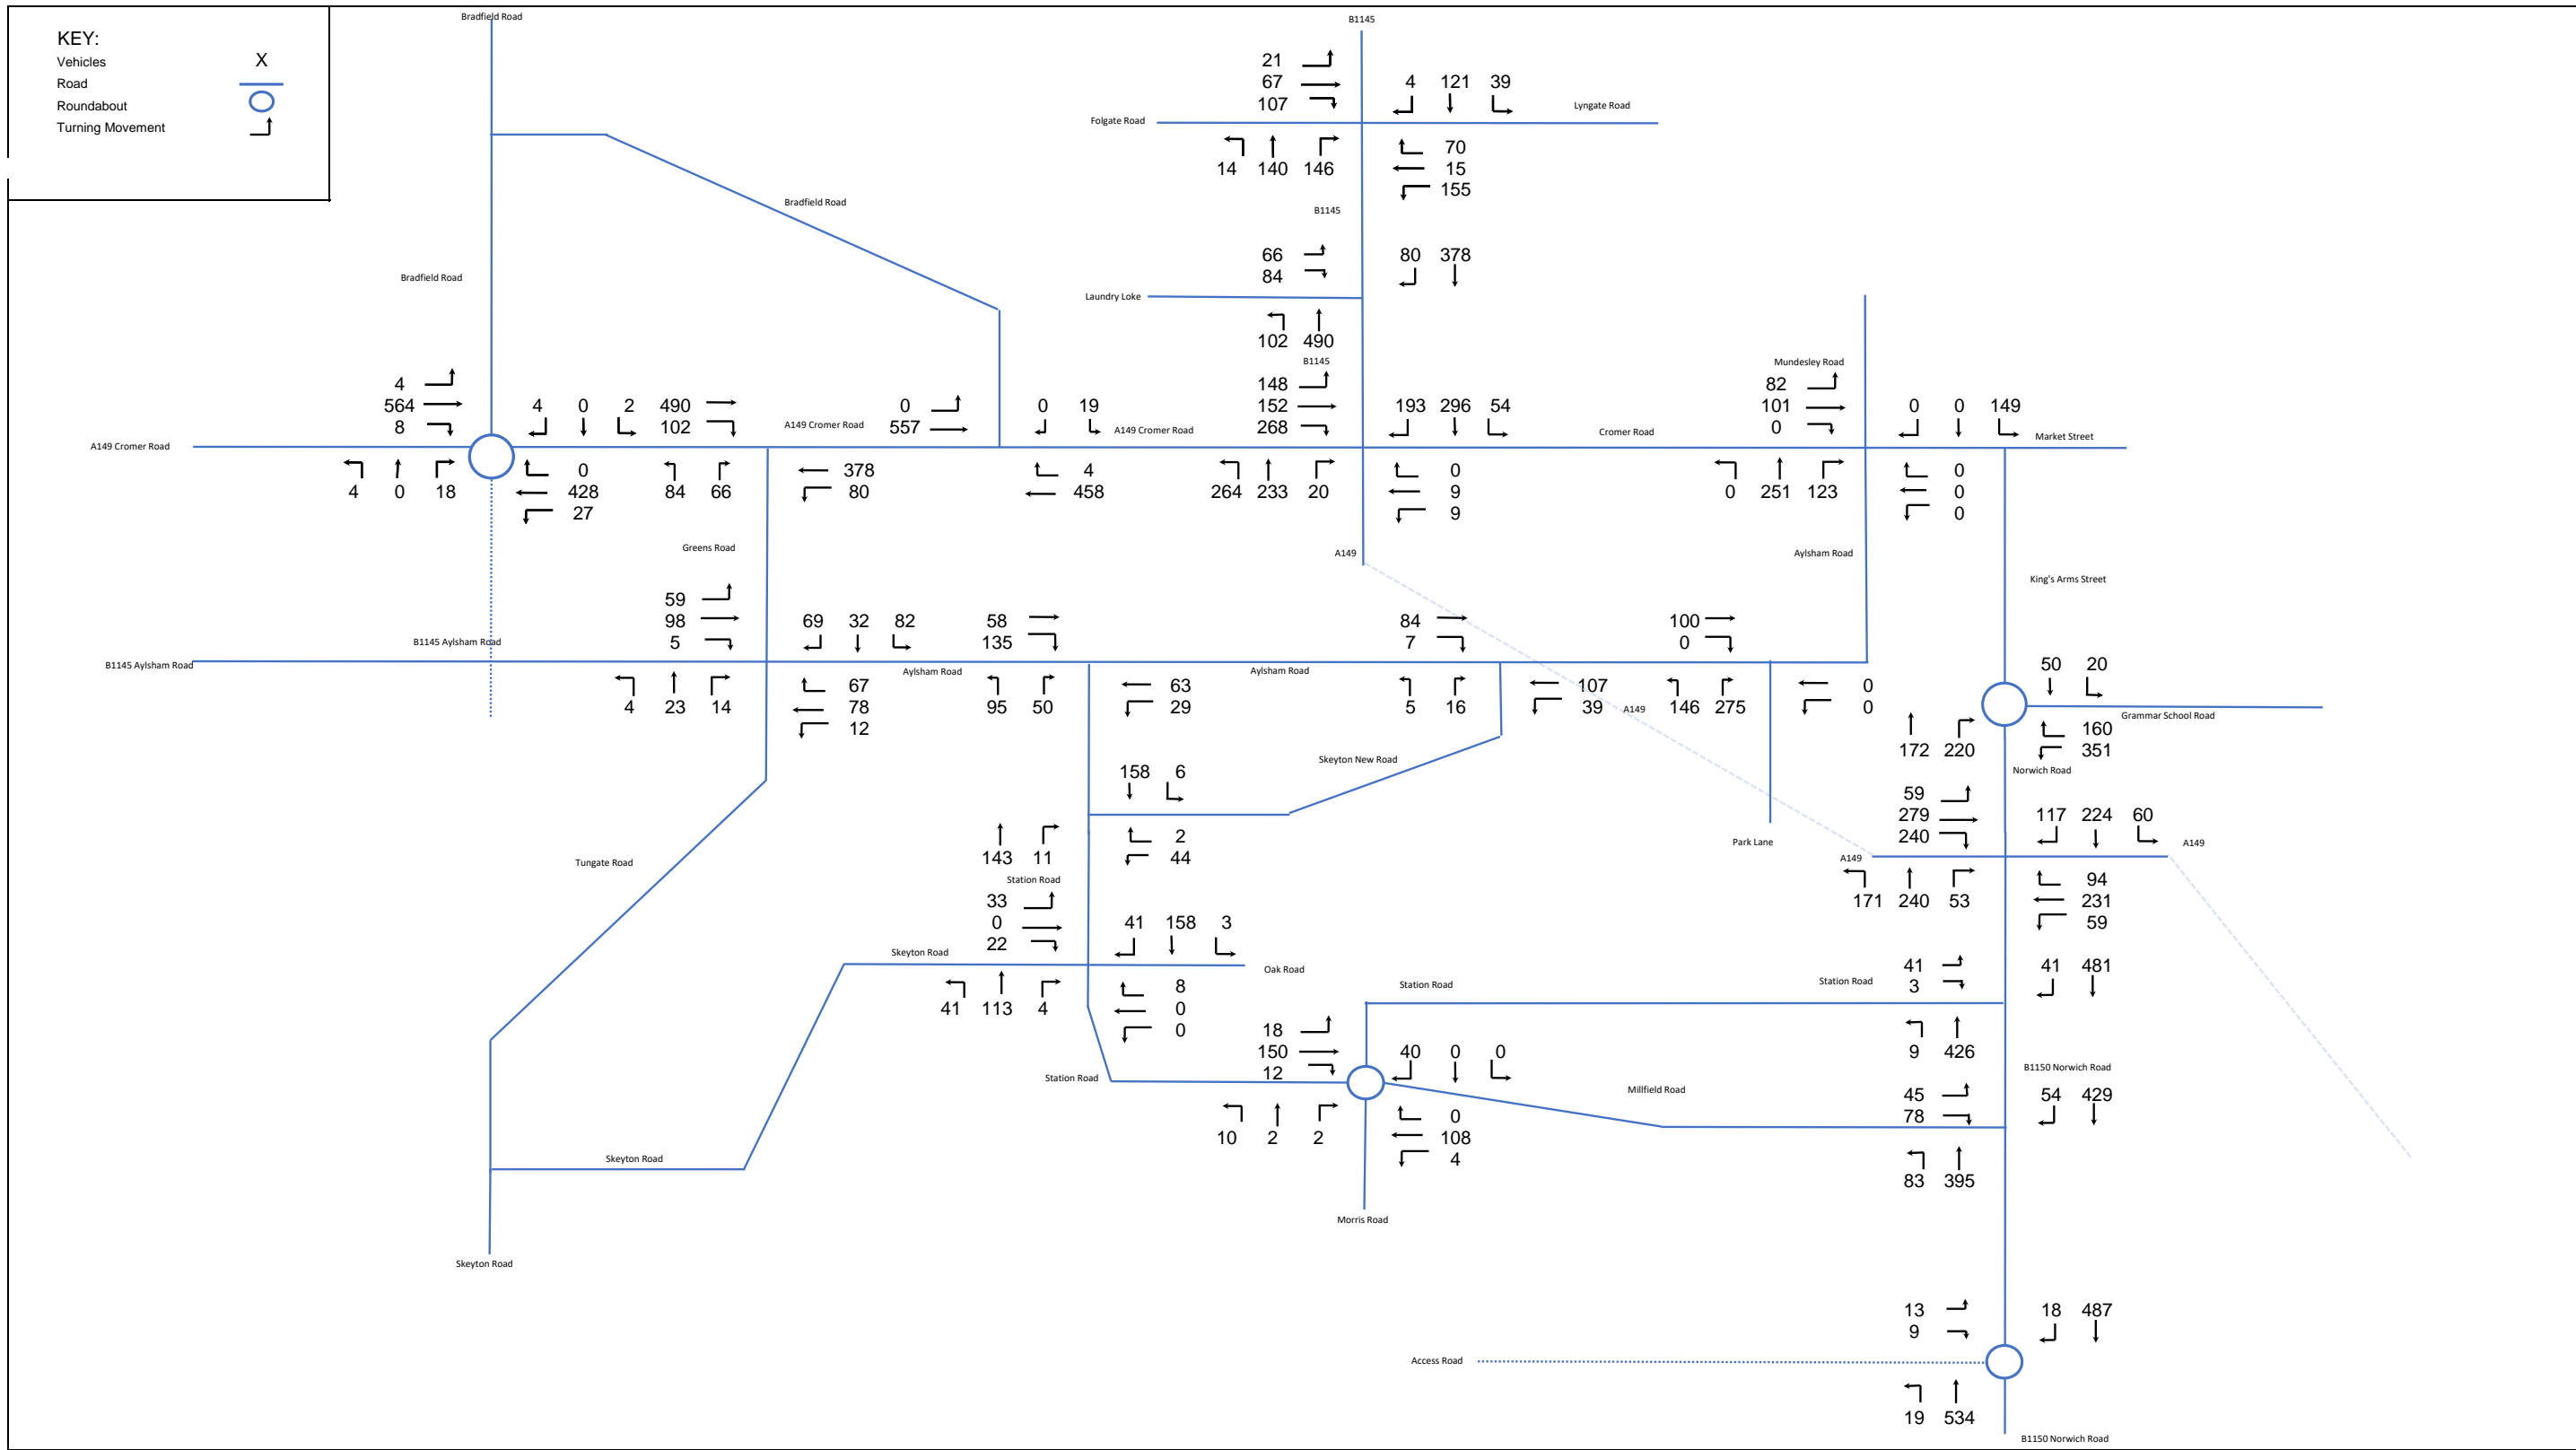 Bradfield Road
B1145
KEY:
Vehicles X
Road
Roundabout
Turning Movement
21
67
107
4 121 39
Folgate Road
Lyngate Road
14 140 146
70
15
155
Bradfield Road
B1145
Bradfield Road
66
84
80 378
Laundry Loke
102 490
B1145
Mundesley Road
4
564
8
4 0 2
490
102
A149 Cromer Road
0
557
0 19
A149 Cromer Road
148
152
268
193 296 54
Cromer Road
82
101
0
0 0 149
Market Street
A149 Cromer Road
4 0 18
0
428
27
84 66
378
80
4
458
264 233 20
0
9
9
0 251 123
0
0
0
Greens Road
A149
Aylsham Road
King's Arms Street
59
98
5
69 32 82
58
135
84
7
100
0
B1145 Aylsham Road
B1145 Aylsham Road
Aylsham Road
Aylsham Road
4 23 14
67
78
12
95 50
63
29
5 16
107
39
A149
146 275
0
0
50 20
Grammar School Road
172 220
160
351
Norwich Road
Skeyton New Road
158 6
143 11
2
44
Station Road
Tungate Road
Park Lane
59
279
240
117 224 60
A149
A149
171 240 53
94
231
59
33
0
22
41 158 3
Skeyton Road
Oak Road
41 113 4
8
0
0
Station Road
Station Road
41
3
41 481
9 426
B1150 Norwich Road
18
150
12
40 0 0
Station Road
Millfield Road
45
78
54 429
10 2 2
0
108
4
83 395
Skeyton Road
Morris Road
Skeyton Road
13
9
18 487
Access Road
19 534
B1150 Norwich Road